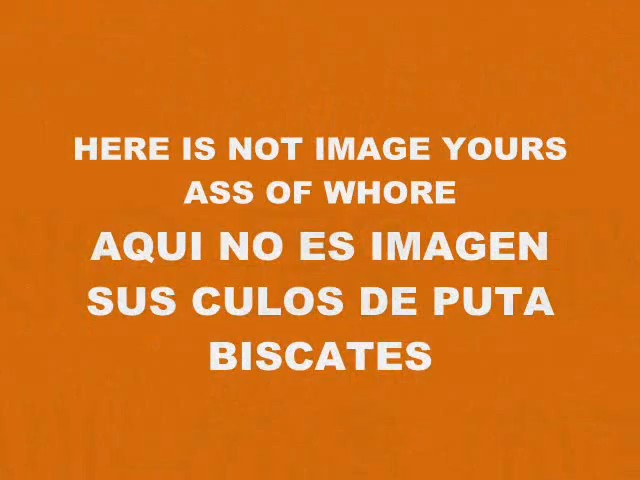 HERE IS NOT IMAGE YOURS
ASS OF WHORE
AQUI NO ES IMAGEN
SUS CULOS DE PUTA
BISCATES